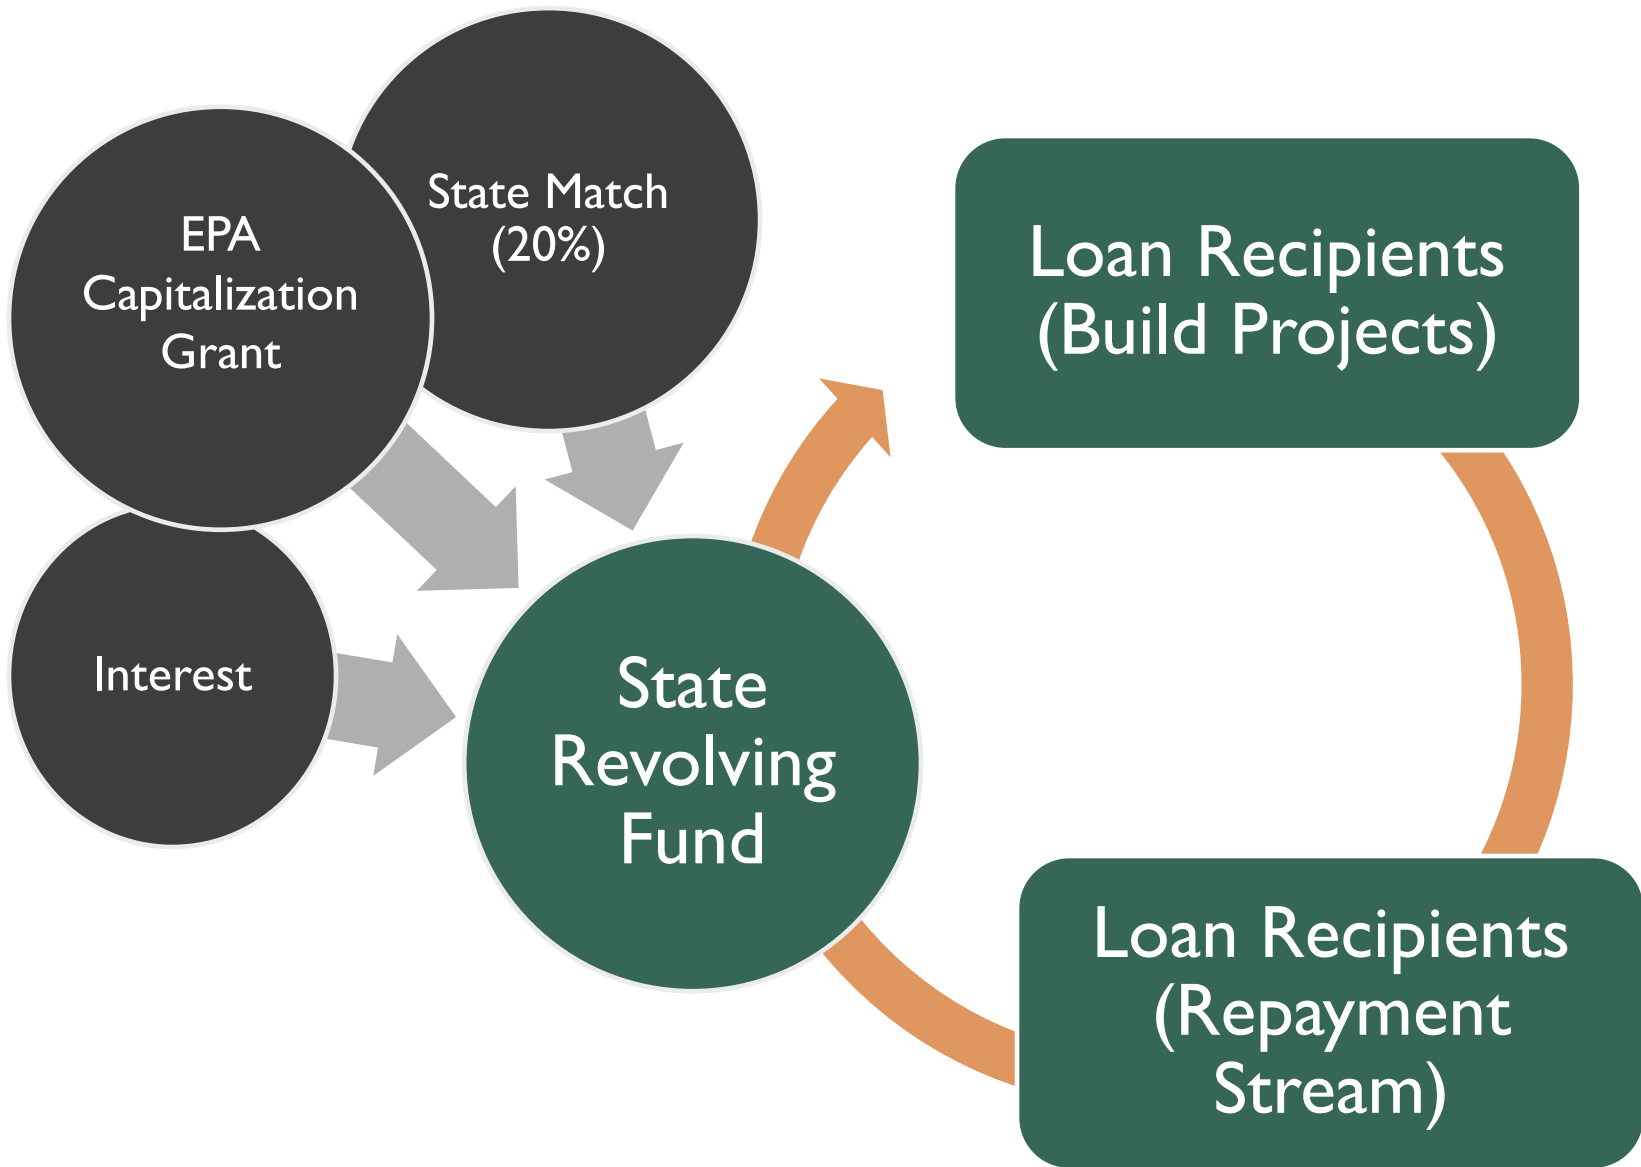 State Match
(20%)
EPA
Capitalization
Grant
Interest
State
Revolving
Fund
Loan Recipients
(Build Projects)
Loan Recipients
(Repayment
Stream)